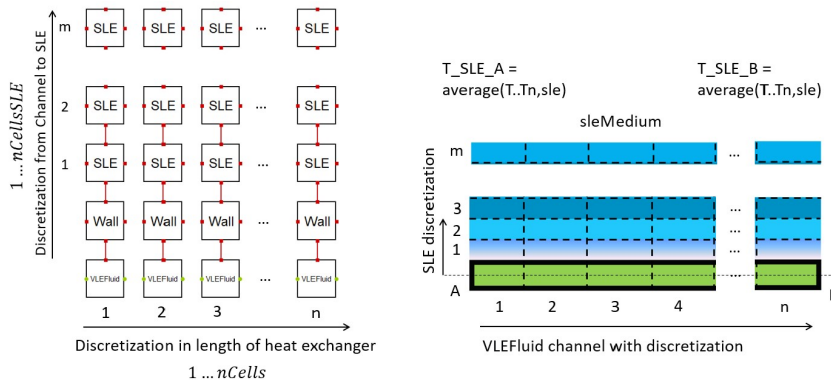 1 … nCellsSLE
Discretization from Channel to SLE
m
SLE SLE SLE … SLE
2
SLE SLE SLE … SLE
1
SLE SLE SLE … SLE
Wall Wall Wall … Wall
VLEFluid VLEFluid VLEFluid … VLEFluid
1 2 3 n
Discretization in length of heat exchanger
1 … nCells
T_SLE_A =
average(T..Tn,sle)
T_SLE_B =
average(T..Tn,sle)
sleMedium
SLE discretization
m …
3 …
2 …
1 …
A …
1 2 3 4 n
VLEFluid channel with discretization